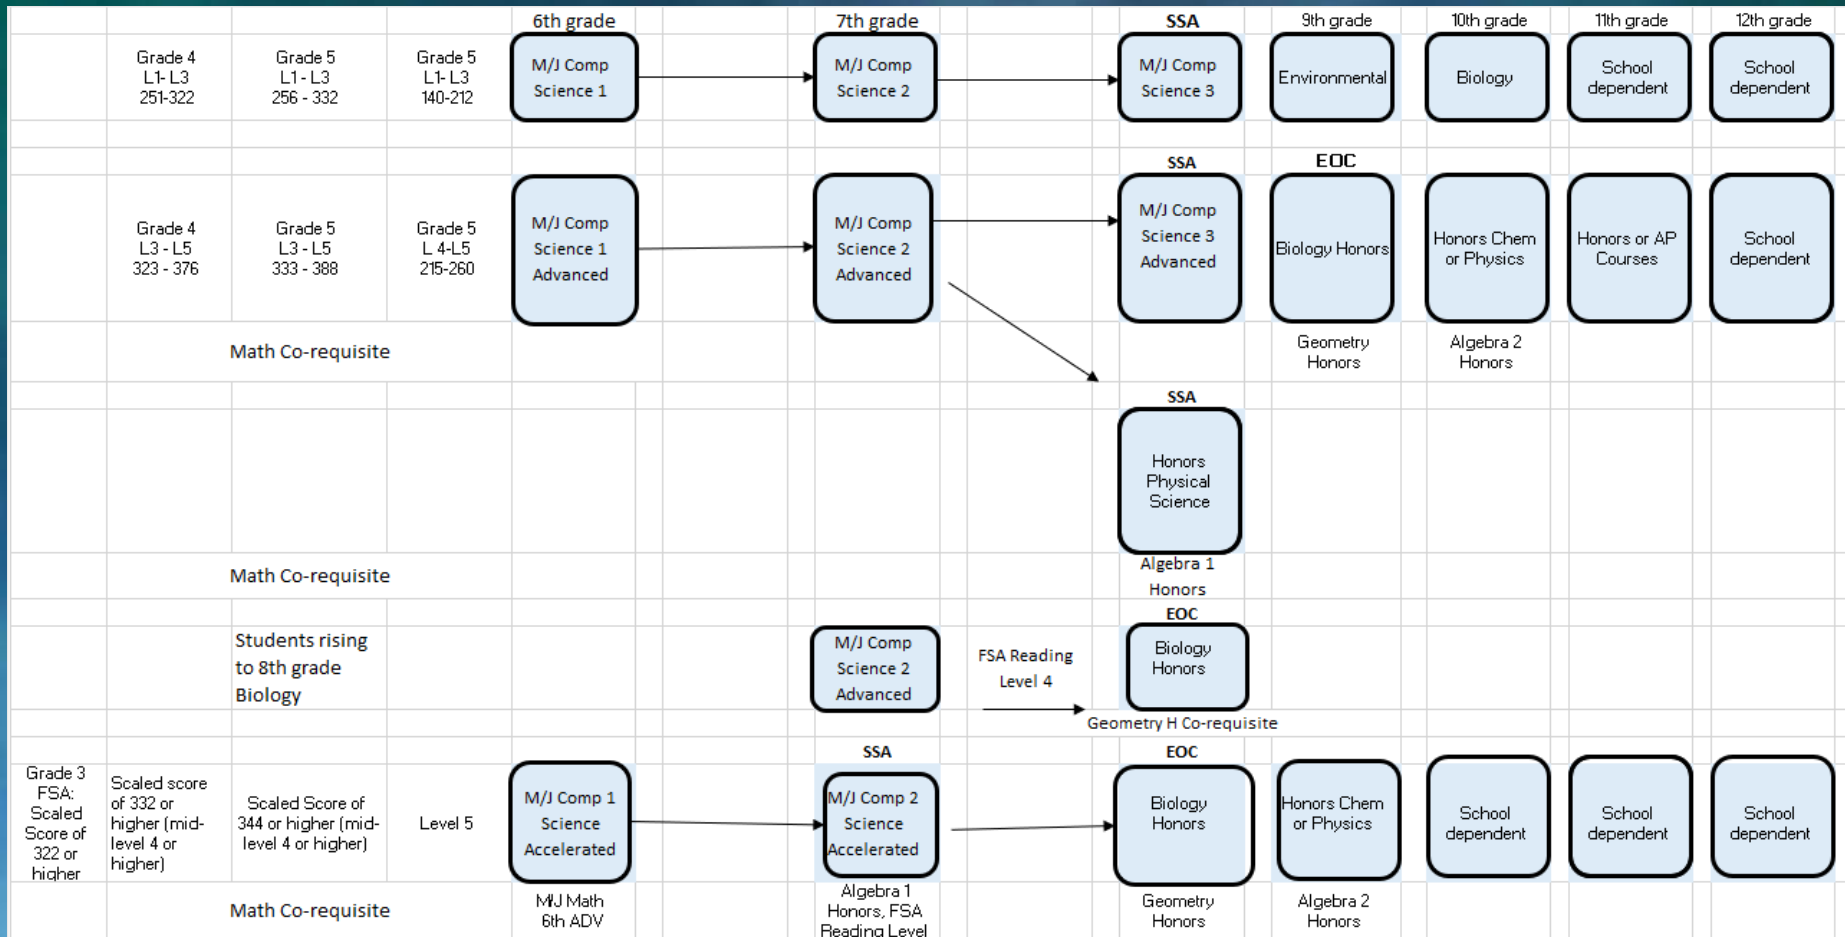 6th grade
7th grade
SSA
9th grade
10th grade
11th grade
12th grade
Grade 4
L1- L3
251-322
Grade 5
L1 - L3
256 - 332
Grade 5
L1- L3
140-212
M/J Comp
Science 1
M/J Comp
Science 2
M/J Comp
Science 3
Environmental
Biology
School
dependent
School
dependent
SSA
EOC
Grade 4
L3 - L5
323 - 376
Grade 5
L3 - L5
333 - 388
Grade 5
L 4-L5
215-260
M/J Comp
Science 1
Advanced
M/J Comp
Science 2
Advanced
M/J Comp
Science 3
Advanced
Biology Honors
Honors Chem
or Physics
Honors or AP
Courses
School
dependent
Math Co-requisite
Geometry
Honors
Algebra 2
Honors
SSA
Honors
Physical
Science
Math Co-requisite
Algebra 1
Honors
EOC
Students rising
to 8th grade
Biology
M/J Comp
Science 2
Advanced
FSA Reading
Level 4
Biology
Honors
Geometry H Co-requisite
SSA
EOC
Grade 3
FSA:
Scaled
Score of
322 or
higher
Scaled score
of 332 or
higher (mid-
level 4 or
higher)
Scaled Score of
344 or higher (mid-
level 4 or higher)
Level 5
M/J Comp 1
Science
Accelerated
M/J Comp 2
Science
Accelerated
Biology
Honors
Honors Chem
or Physics
School
dependent
School
dependent
School
dependent
Math Co-requisite
M/J Math
6th ADV
Algebra 1
Honors, FSA
Reading Level
Geometry
Honors
Algebra 2
Honors